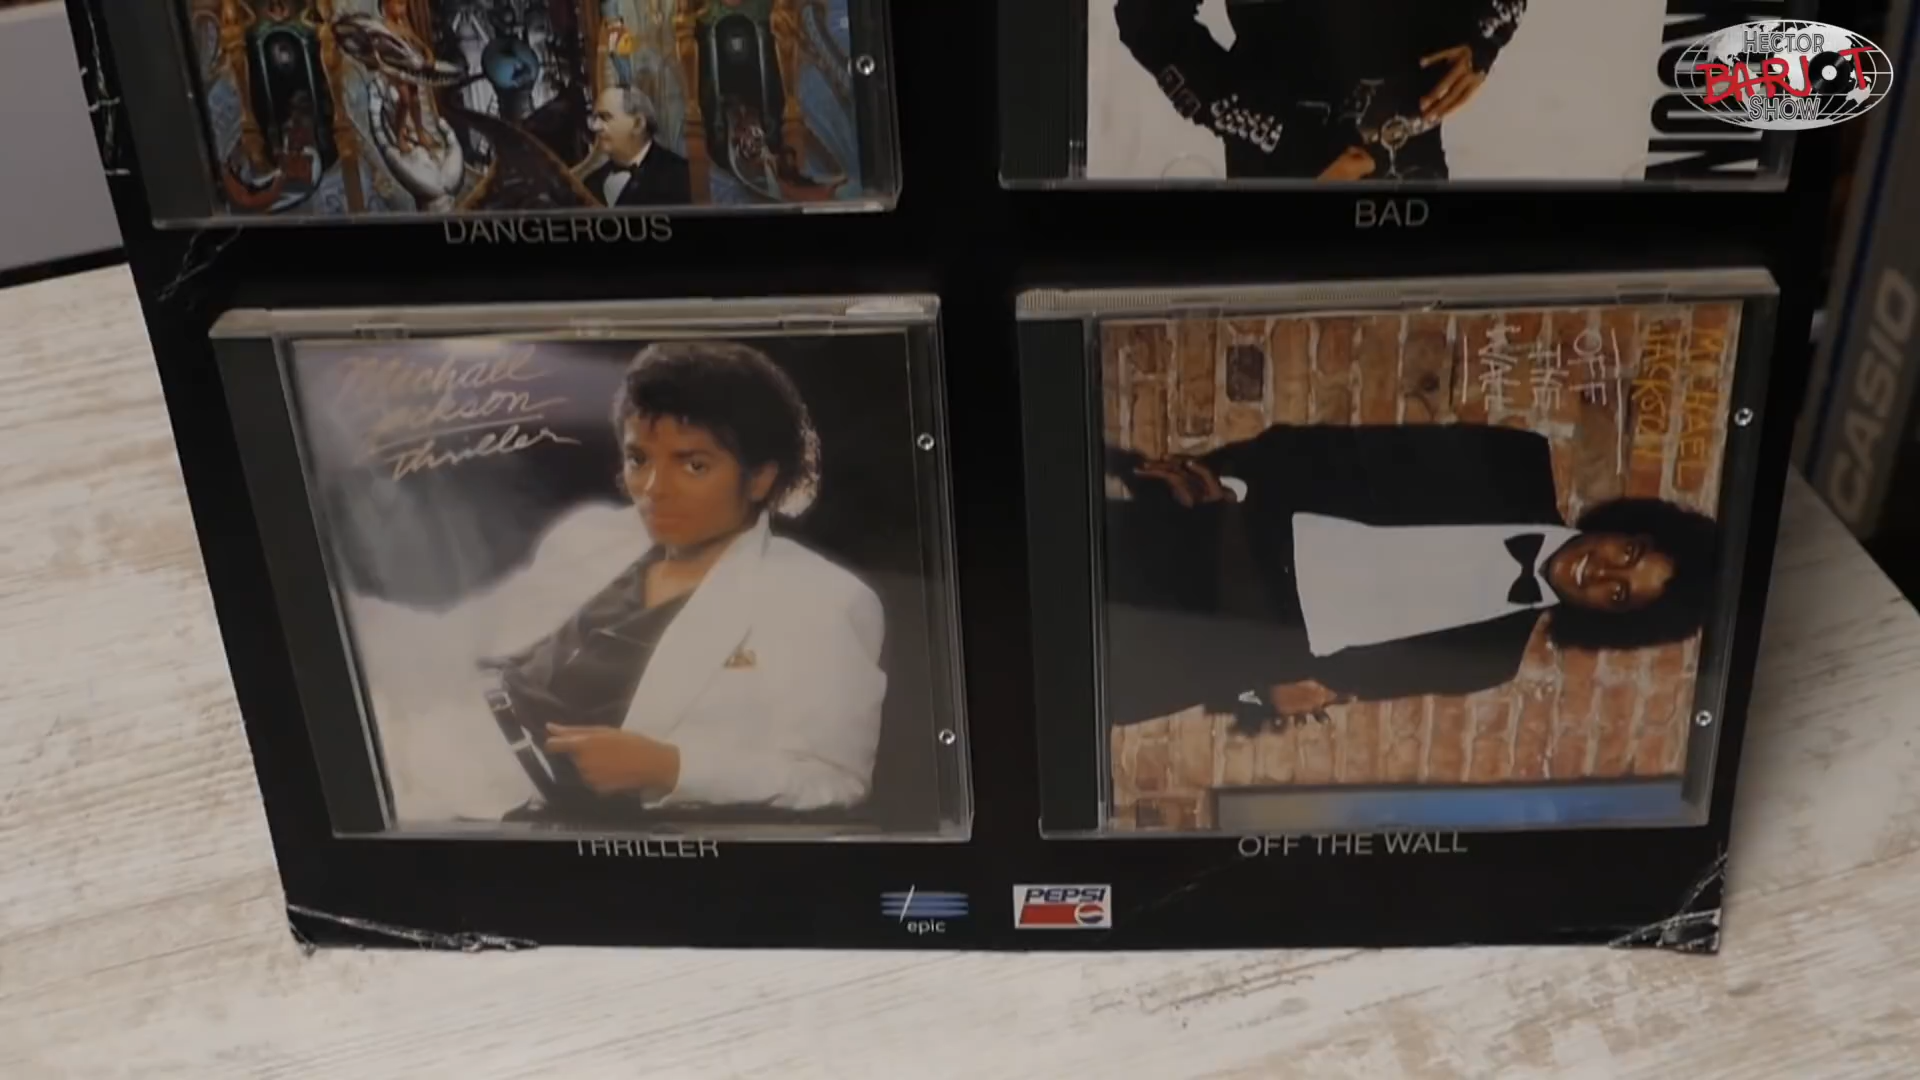 HECTOR
BARJOT
SHOW
DANGEROUS
BAD
CASIO
Michael
Jackson
Thriller
MICHAEL
JACKSON
OFF
THE
WALL
THRILLER
OFF THE WALL
epic
PEPSI